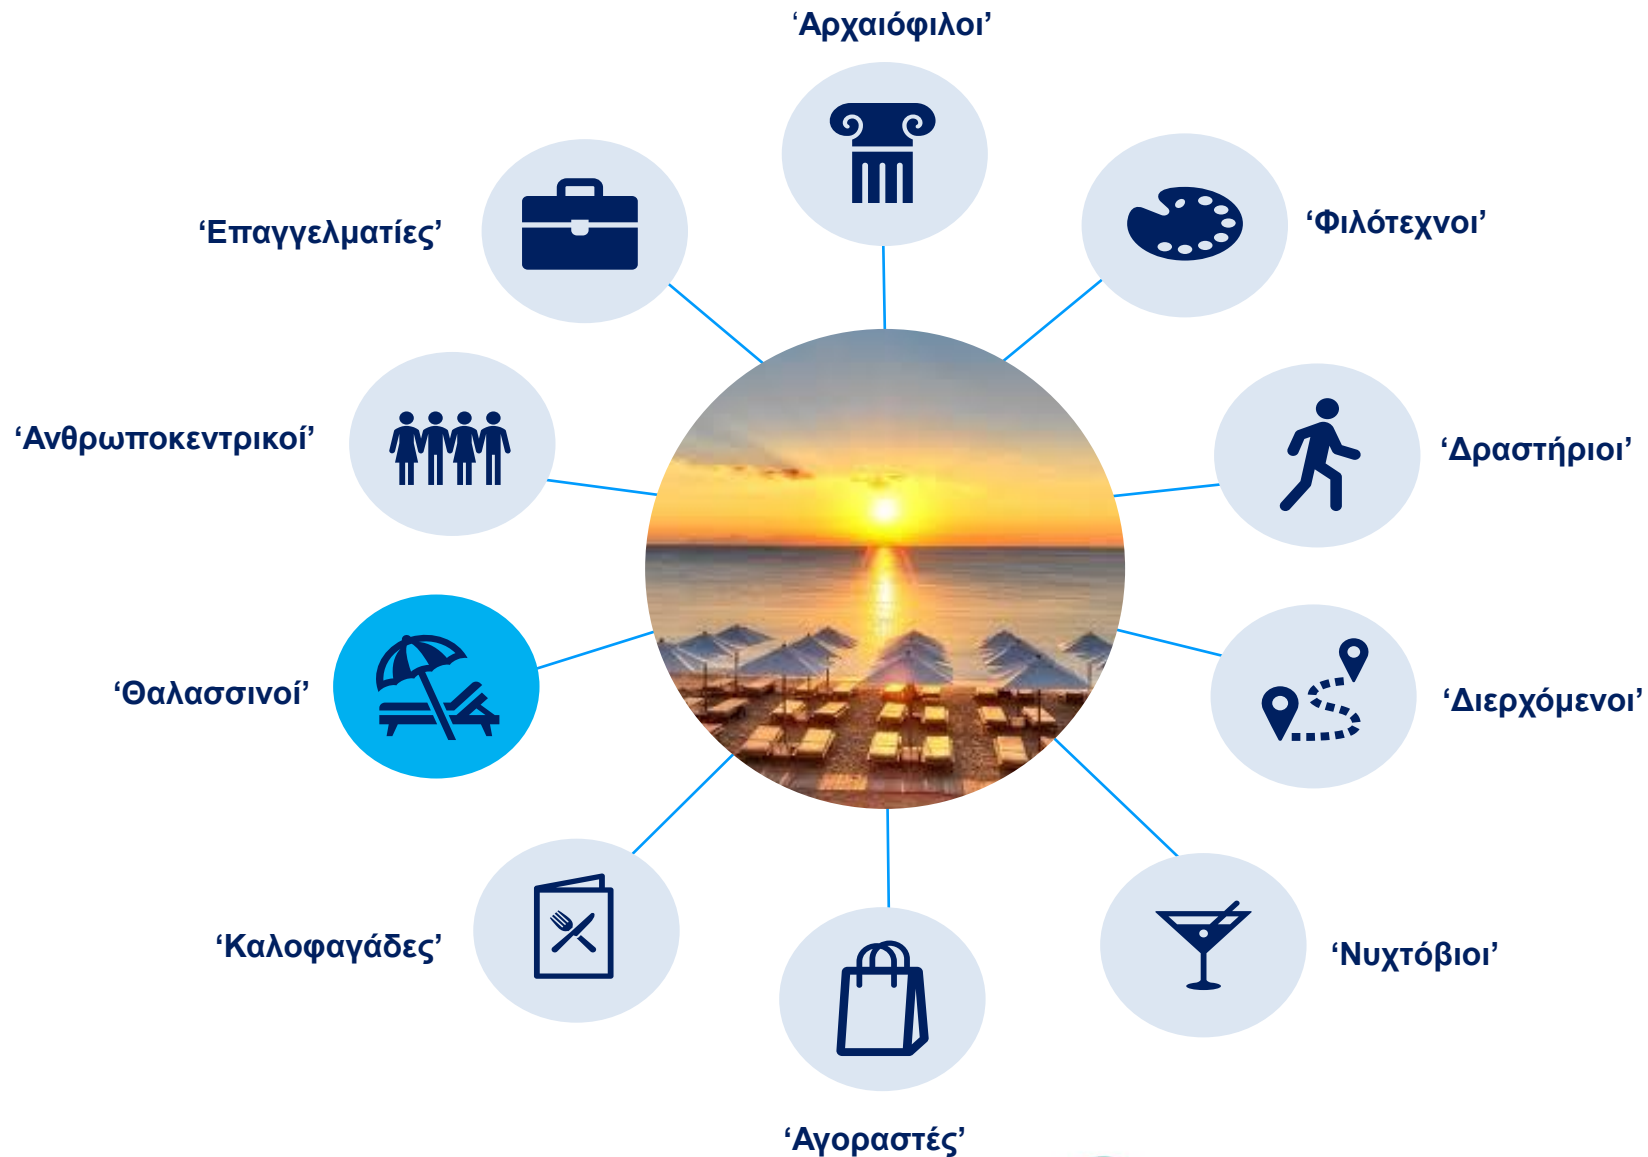 ‘Αρχαιόφιλοι’
‘Επαγγελματίες’
‘Φιλότεχνοι’
‘Ανθρωποκεντρικοί’
‘Δραστήριοι’
‘Θαλασσινοί’
‘Διερχόμενοι’
‘Καλοφαγάδες’
‘Νυχτόβιοι’
‘Αγοραστές’